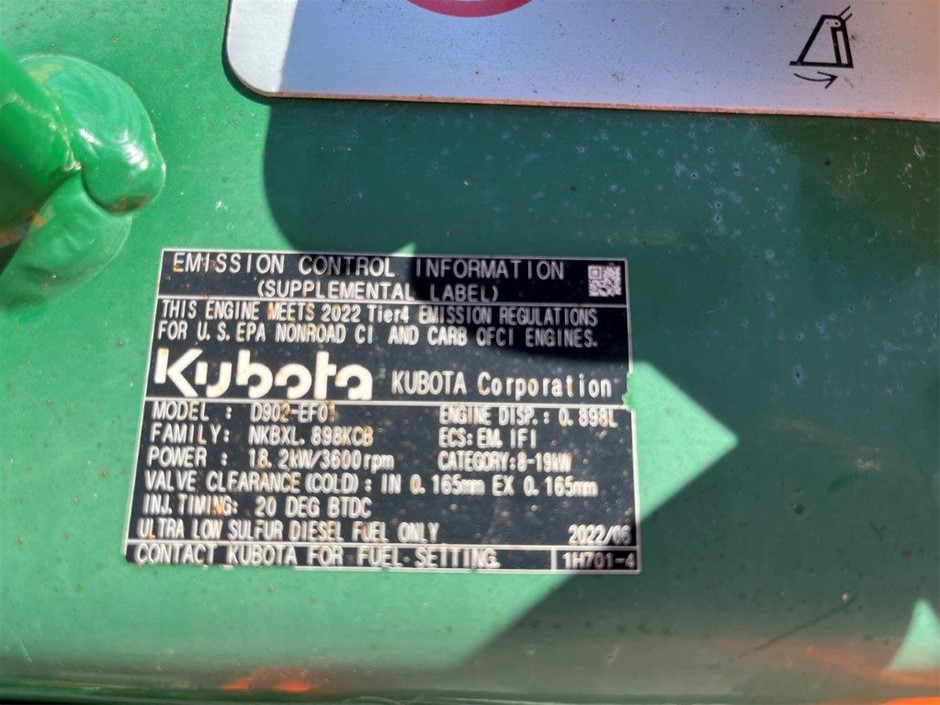 EMISSION CONTROL INFORMATION
(SUPPLEMENTAL LABEL)
THIS ENGINE MEETS 2022 Tier4 EMISSION REGULATIONS
FOR U.S. EPA NONROAD CI AND CARB OFCI ENGINES.
Kubota KUBOTA Corporation
MODEL : D902-EF01 ENGINE DISP.: 0.898L
FAMILY: NKBXL.898KCB ECS: EM, IFI
POWER : 18.2kW/3600rpm CATEGORY:8-19kW
VALVE CLEARANCE(COLD): IN 0.165mm EX 0.165mm
INJ.TIMING: 20 DEG BTDC
ULTRA LOW SULFUR DIESEL FUEL ONLY 2022/06
CONTACT KUBOTA FOR FUEL SETTING. 1H701-4